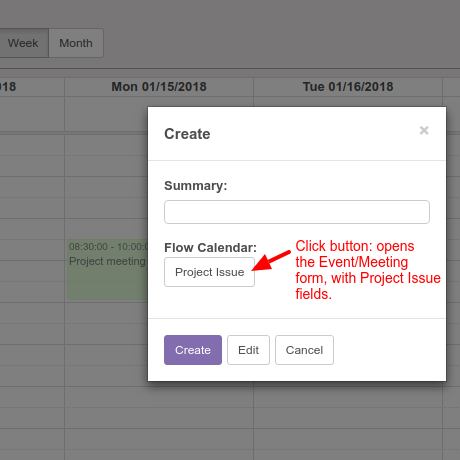 Week Month
018 Mon 01/15/2018 Tue 01/16/2018
Create ×
Summary:
08:30:00 - 10:00:0
Project meeting
Flow Calendar:
Project Issue
Click button: opens
the Event/Meeting
form, with Project Issue
fields.
Create Edit Cancel